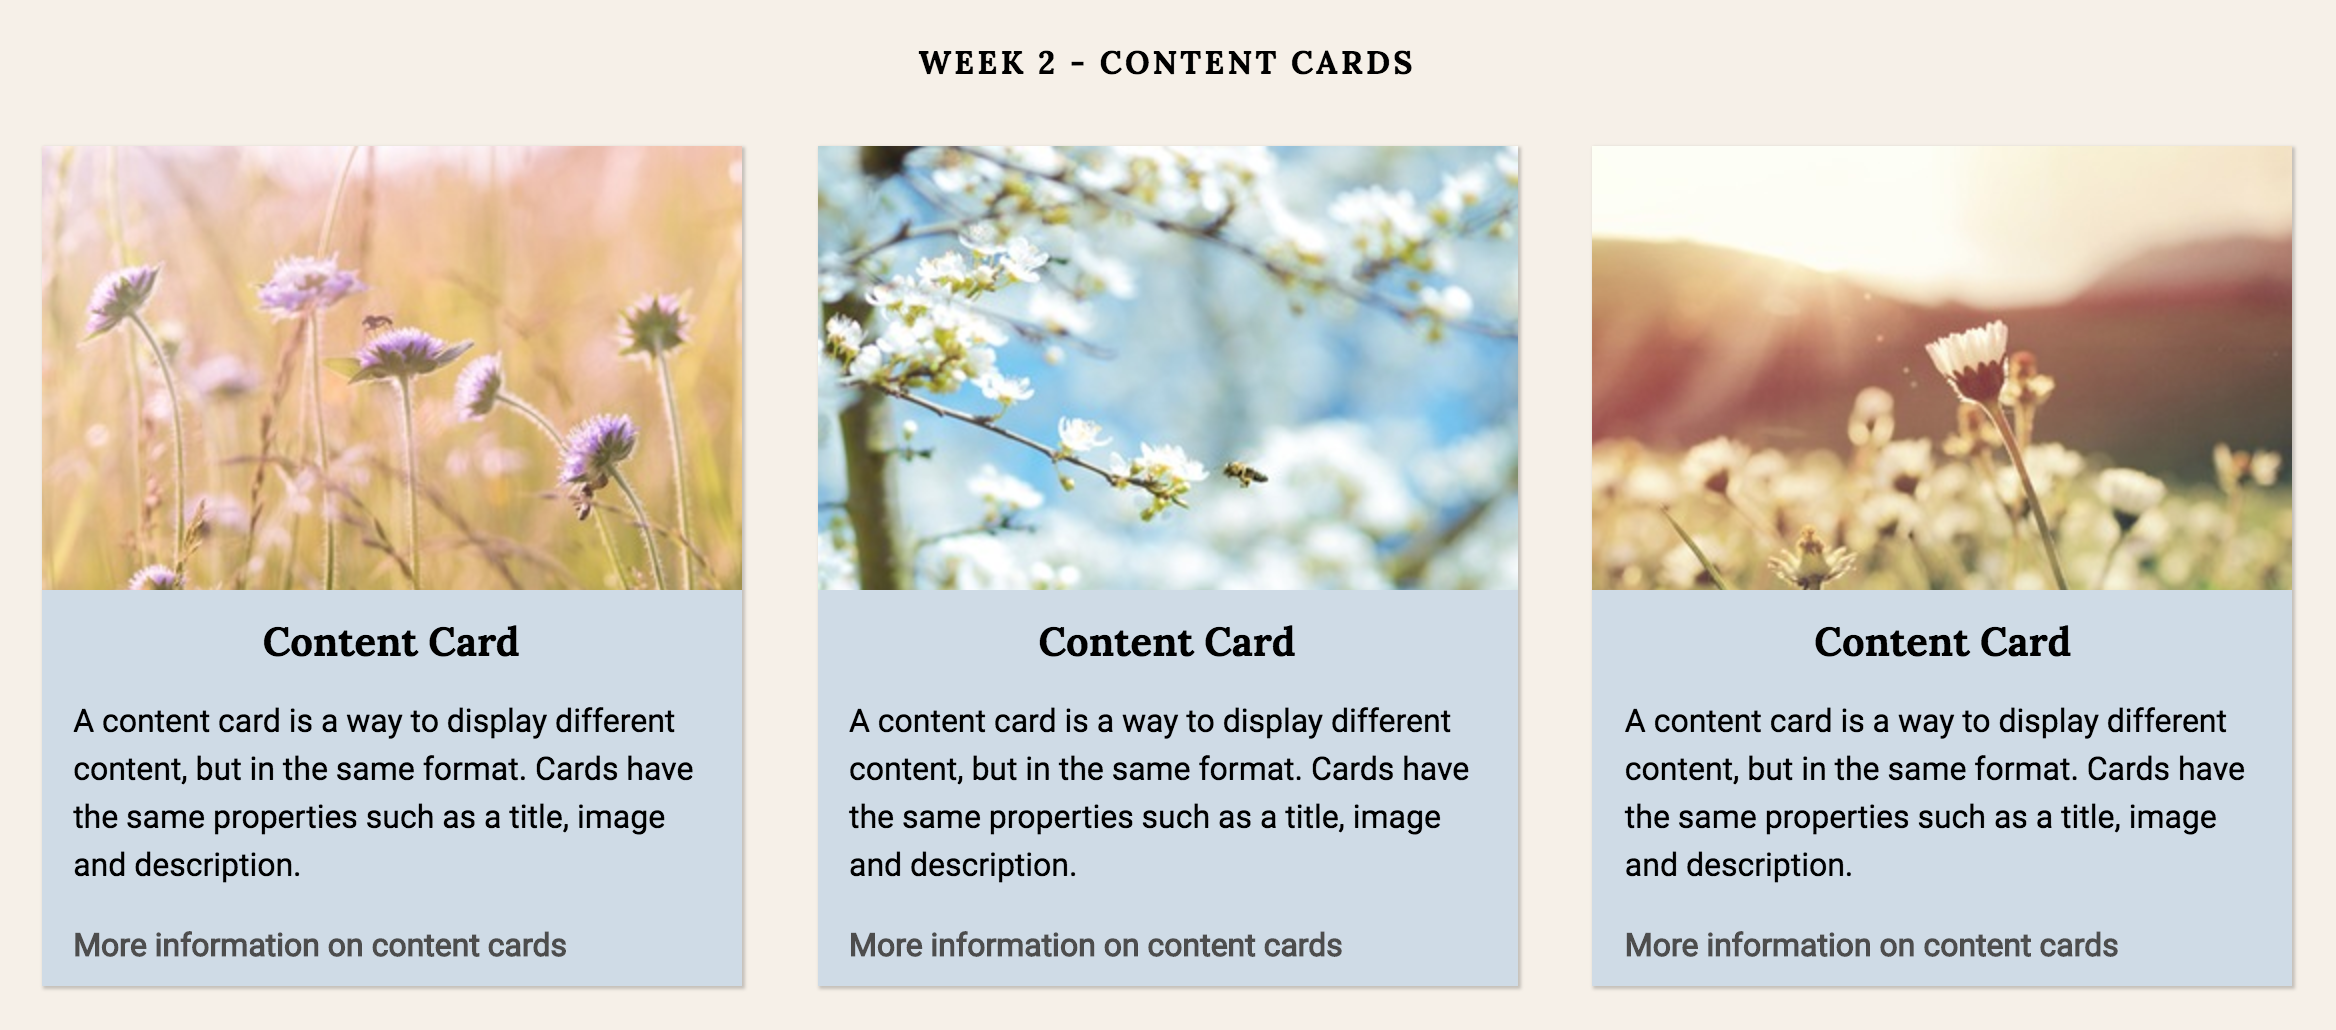 WEEK 2 - CONTENT CARDS
Content Card
A content card is a way to display different
content, but in the same format. Cards have
the same properties such as a title, image
and description.
More information on content cards
Content Card
A content card is a way to display different
content, but in the same format. Cards have
the same properties such as a title, image
and description.
More information on content cards
Content Card
A content card is a way to display different
content, but in the same format. Cards have
the same properties such as a title, image
and description.
More information on content cards